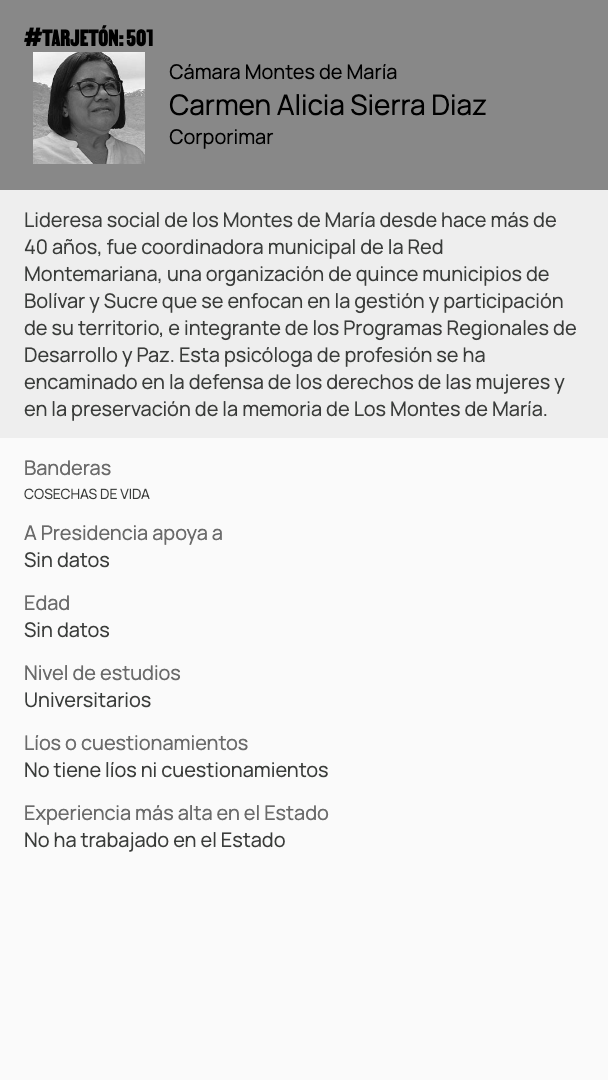 #TARJETÓN: 501
Cámara Montes de María
Carmen Alicia Sierra Diaz
Corporimar
Lideresa social de los Montes de María desde hace más de
40 años, fue coordinadora municipal de la Red
Montemariana, una organización de quince municipios de
Bolívar y Sucre que se enfocan en la gestión y participación
de su territorio, e integrante de los Programas Regionales de
Desarrollo y Paz. Esta psicóloga de profesión se ha
encaminado en la defensa de los derechos de las mujeres y
en la preservación de la memoria de Los Montes de María.
Banderas
COSECHAS DE VIDA
A Presidencia apoya a
Sin datos
Edad
Sin datos
Nivel de estudios
Universitarios
Líos o cuestionamientos
No tiene líos ni cuestionamientos
Experiencia más alta en el Estado
No ha trabajado en el Estado